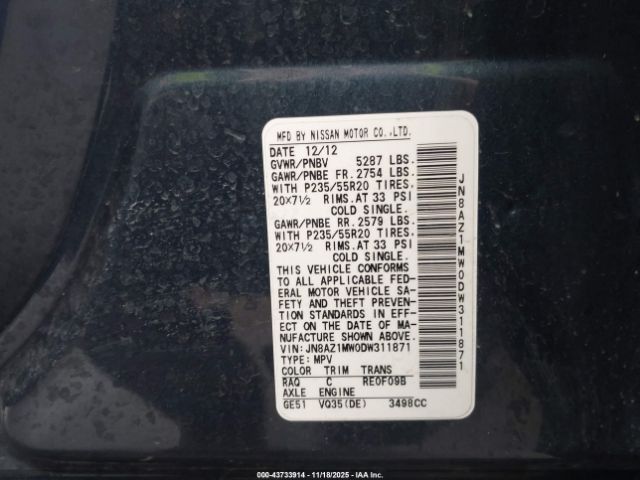 MFD BY NISSAN MOTOR CO.,LTD.
DATE 12/12
GVWR/PNBV 5287 LBS.
GAWR/PNBE FR. 2754 LBS.
WITH P235/55R20 TIRES.
20×7½ RIMS.AT 33 PSI
COLD SINGLE.
GAWR/PNBE RR. 2579 LBS.
WITH P235/55R20 TIRES.
20×7½ RIMS.AT 33 PSI
COLD SINGLE.
THIS VEHICLE CONFORMS
TO ALL APPLICABLE FED-
ERAL MOTOR VEHICLE SA-
FETY AND THEFT PREVEN-
TION STANDARDS IN EFF-
ECT ON THE DATE OF MA-
NUFACTURE SHOWN ABOVE.
VIN:JN8AZ1MW0DW311871
TYPE:MPV
COLOR TRIM TRANS
RAQ C RE0F09B
AXLE ENGINE
GE51 VQ35(DE) 3498CC
JN8AZ1MW0DW311871
000-43733914 - 11/18/2025 - IAA Inc.